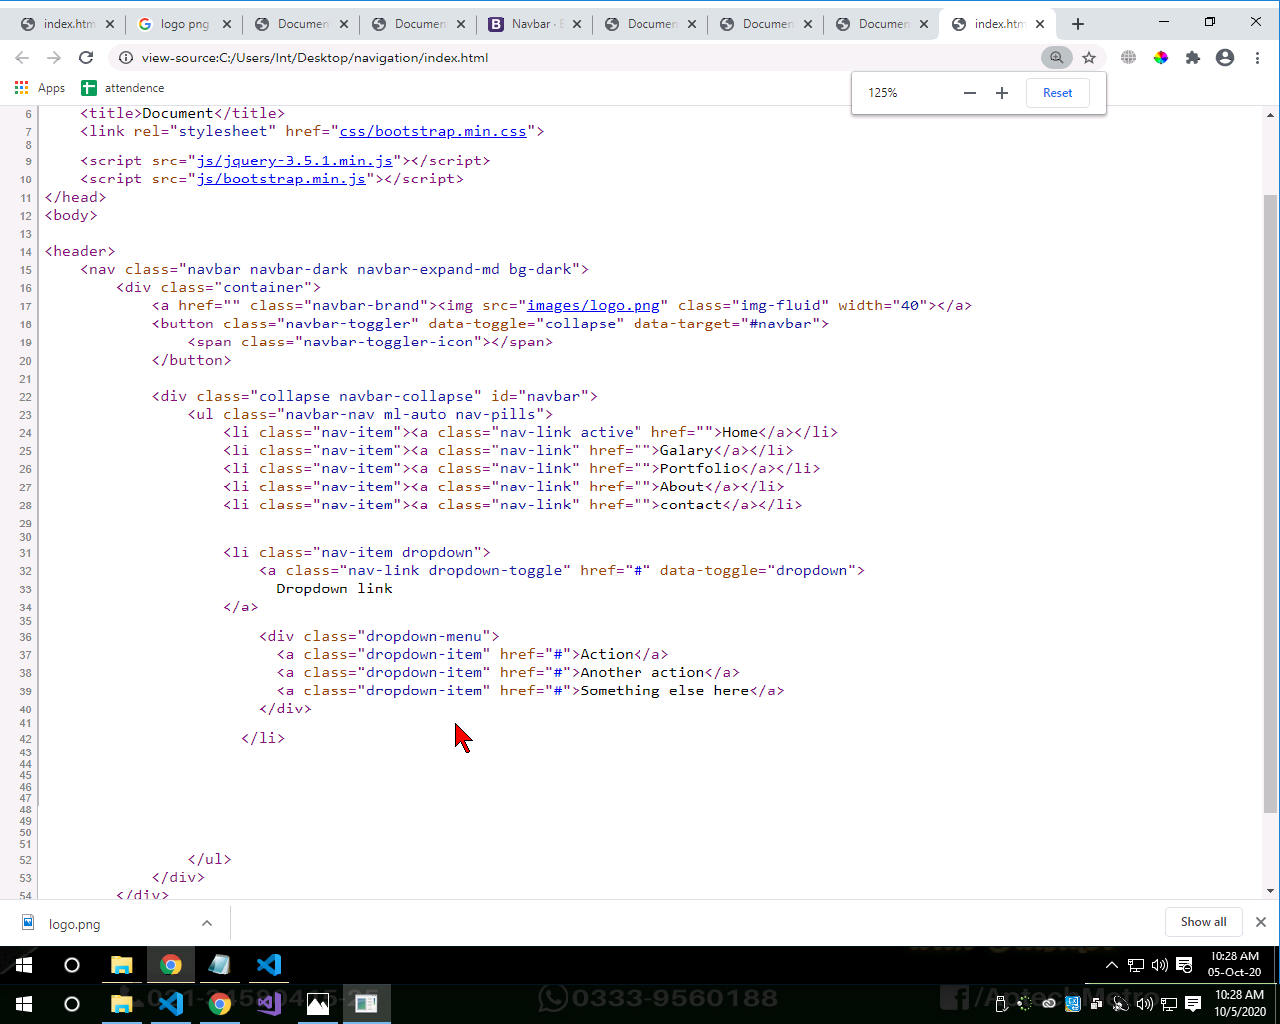 index.htm
logo png
Documen
Documen
Navbar · B
Documen
Documen
Documen
index.htm
view-source:C:/Users/Int/Desktop/navigation/index.html
Apps
attendence
125%
Reset
6 <title>Document</title>
7 <link rel="stylesheet" href="css/bootstrap.min.css">
8
9 <script src="js/jquery-3.5.1.min.js"></script>
10 <script src="js/bootstrap.min.js"></script>
11 </head>
12 <body>
13
14 <header>
15 <nav class="navbar navbar-dark navbar-expand-md bg-dark">
16 <div class="container">
17 <a href="" class="navbar-brand"><img src="images/logo.png" class="img-fluid" width="40"></a>
18 <button class="navbar-toggler" data-toggle="collapse" data-target="#navbar">
19 <span class="navbar-toggler-icon"></span>
20 </button>
21
22 <div class="collapse navbar-collapse" id="navbar">
23 <ul class="navbar-nav ml-auto nav-pills">
24 <li class="nav-item"><a class="nav-link active" href="">Home</a></li>
25 <li class="nav-item"><a class="nav-link" href="">Galary</a></li>
26 <li class="nav-item"><a class="nav-link" href="">Portfolio</a></li>
27 <li class="nav-item"><a class="nav-link" href="">About</a></li>
28 <li class="nav-item"><a class="nav-link" href="">contact</a></li>
29
30
31 <li class="nav-item dropdown">
32 <a class="nav-link dropdown-toggle" href="#" data-toggle="dropdown">
33 Dropdown link
34 </a>
35
36 <div class="dropdown-menu">
37 <a class="dropdown-item" href="#">Action</a>
38 <a class="dropdown-item" href="#">Another action</a>
39 <a class="dropdown-item" href="#">Something else here</a>
40 </div>
41
42 </li>
43
44
45
46
47
48
49
50
51
52 </ul>
53 </div>
54 </div>
logo.png
Show all
10:28 AM
05-Oct-20
0333-9560188
10:28 AM
10/5/2020